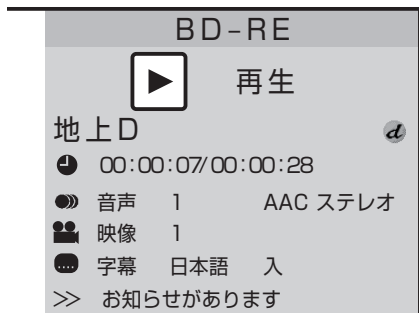 BD-RE
再生
地上D d
00:00:07/00:00:28
音声 1 AAC ステレオ
映像 1
字幕 日本語 入
>> お知らせがあります